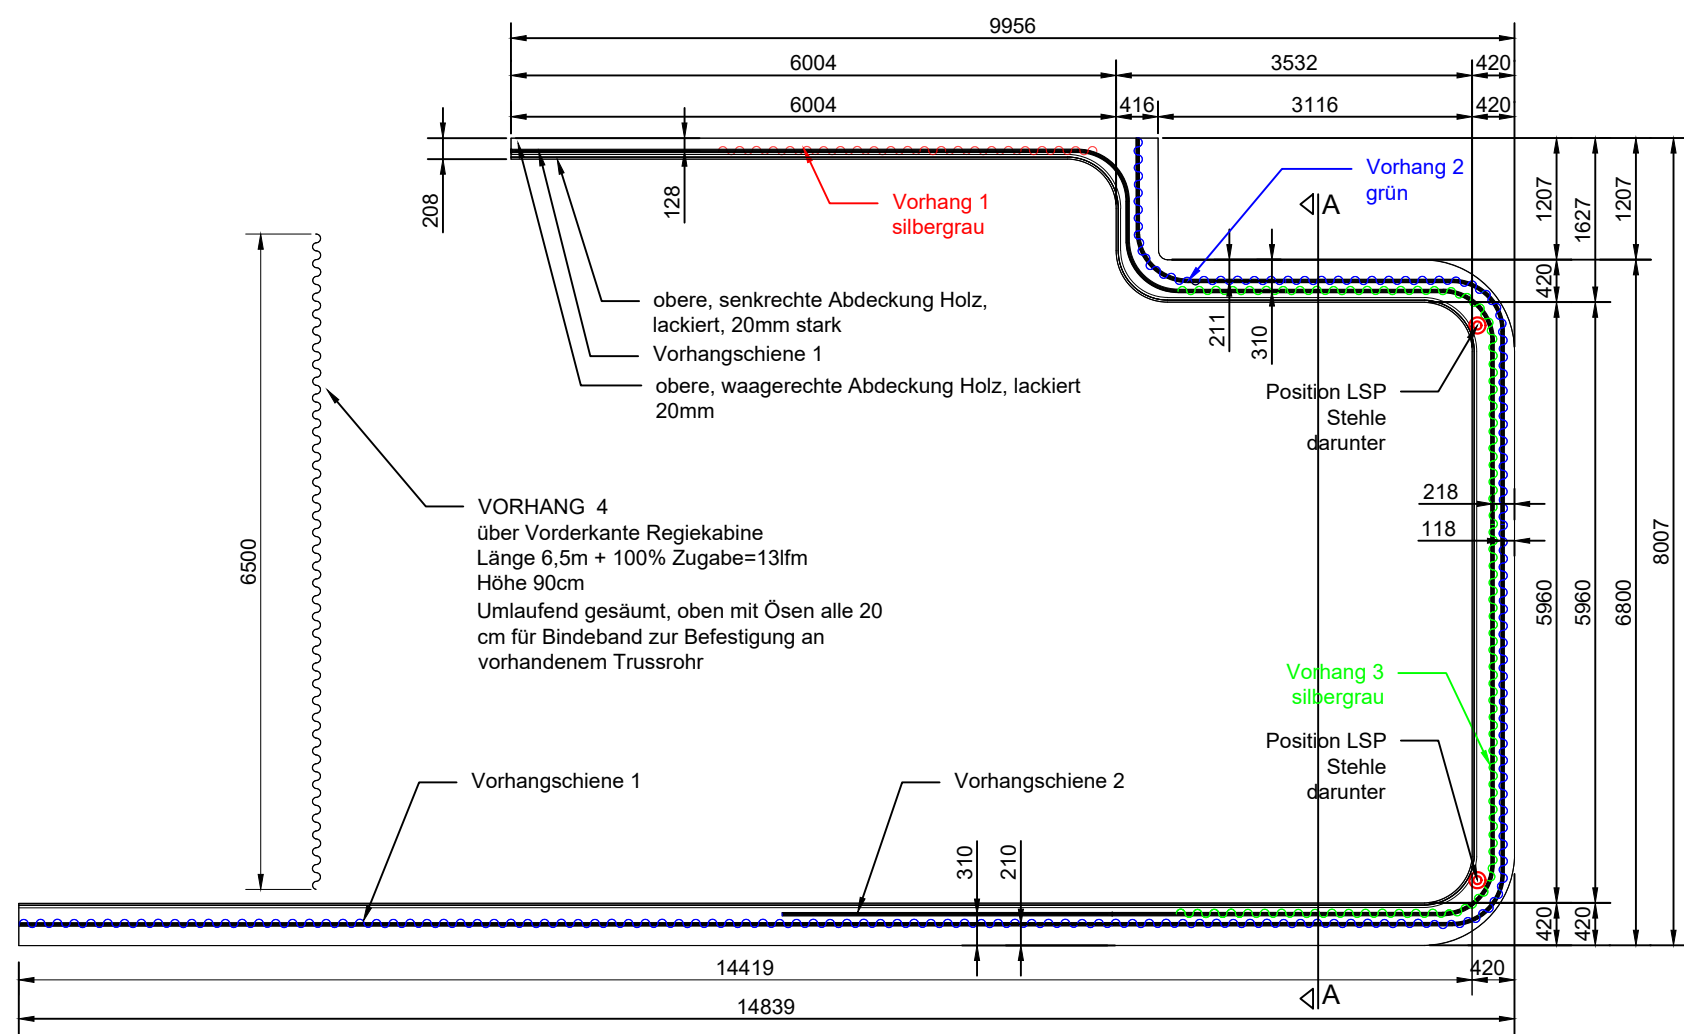 9956
6004
3532
420
6004
416
3116
420
208
128
Vorhang 1
silbergrau
Vorhang 2
grün
A
1207
1627
1207
420
211
310
obere, senkrechte Abdeckung Holz,
lackiert, 20mm stark
Vorhangschiene 1
obere, waagerechte Abdeckung Holz, lackiert
20mm
Position LSP
Stehle
darunter
VORHANG 4
über Vorderkante Regiekabine
Länge 6,5m + 100% Zugabe=13lfm
Höhe 90cm
Umlaufend gesäumt, oben mit Ösen alle 20
cm für Bindeband zur Befestigung an
vorhandenem Trussrohr
6500
218
118
8007
5960
5960
6800
Vorhang 3
silbergrau
Position LSP
Stehle
darunter
Vorhangschiene 1
Vorhangschiene 2
310
210
420
420
14419
420
A
14839